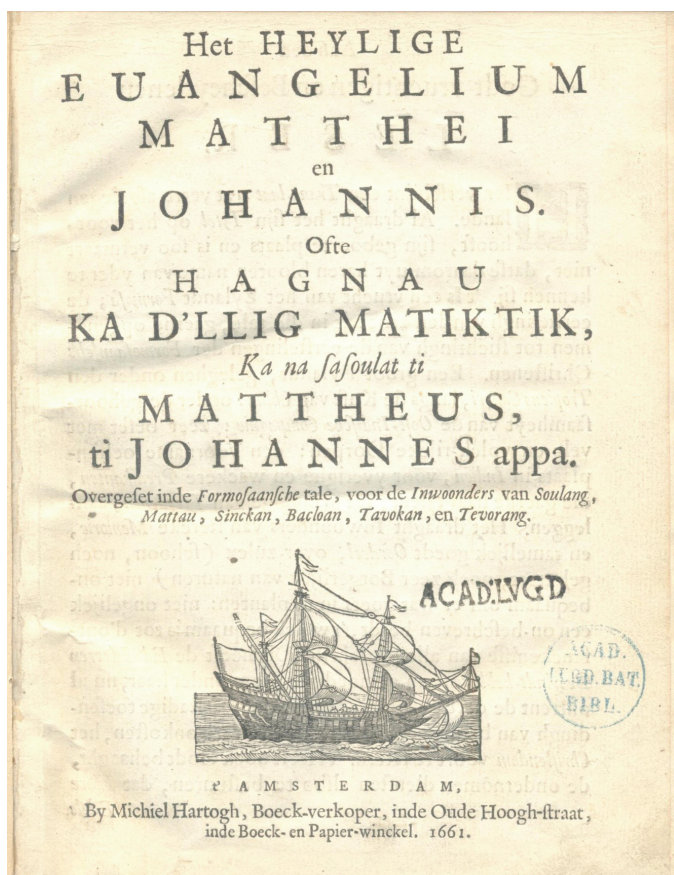 Het HEYLIGE
EUANGELIUM
MATTHEI
en
JOHANNIS.
Ofte
HAGNAU
KA D'LLIG MATIKTIK,
Ka na ſaſoulat ti
MATTHEUS,
ti JOHANNES appa.
Overgeſet inde Formoſaanſche tale, voor de Inwoonders van Soulang,
Mattau, Sinckan, Bacloan, Tavokan, en Tevorang.
ACAD.LVGD
ACAD.
LUGD.BAT.
BIBL.
t'AMSTERDAM,
By Michiel Hartogh, Boeck-verkoper, inde Oude Hoogh-ſtraat,
inde Boeck- en Papier-winckel. 1661.